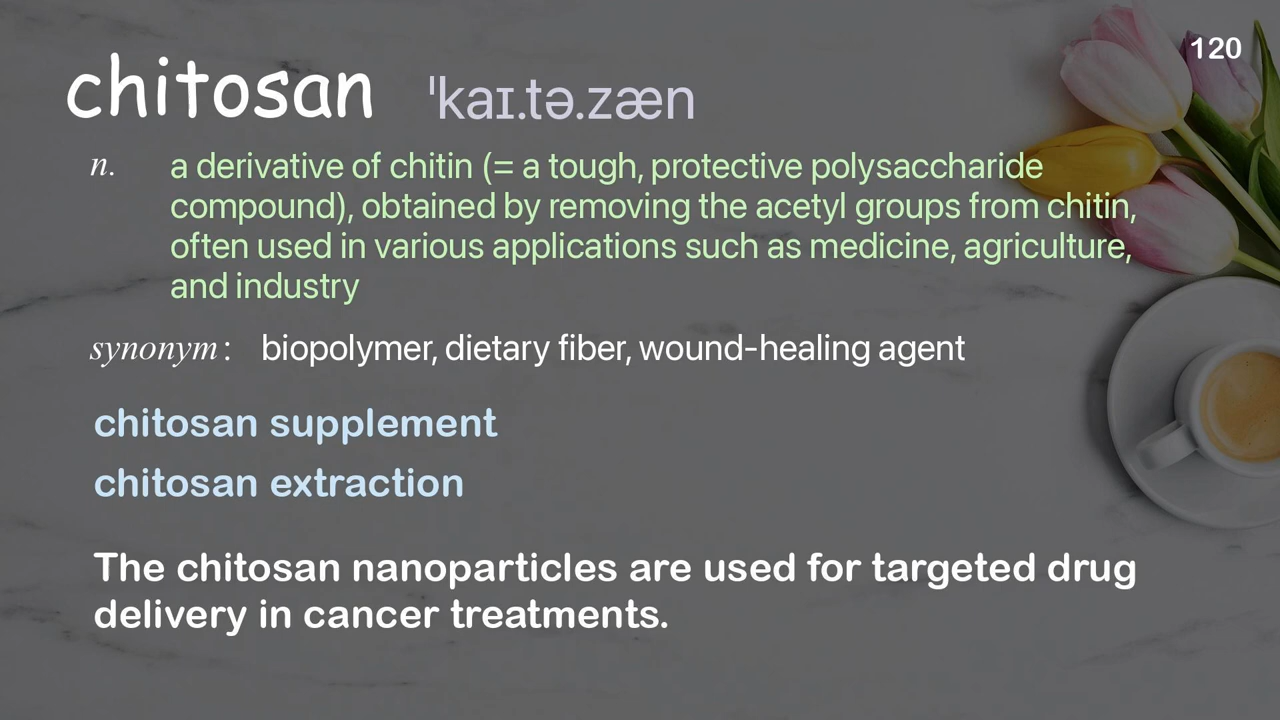 120
chitosan ˈkaɪ.tə.zæn
n. a derivative of chitin (= a tough, protective polysaccharide
compound), obtained by removing the acetyl groups from chitin,
often used in various applications such as medicine, agriculture,
and industry
synonym: biopolymer, dietary fiber, wound-healing agent
chitosan supplement
chitosan extraction
The chitosan nanoparticles are used for targeted drug
delivery in cancer treatments.